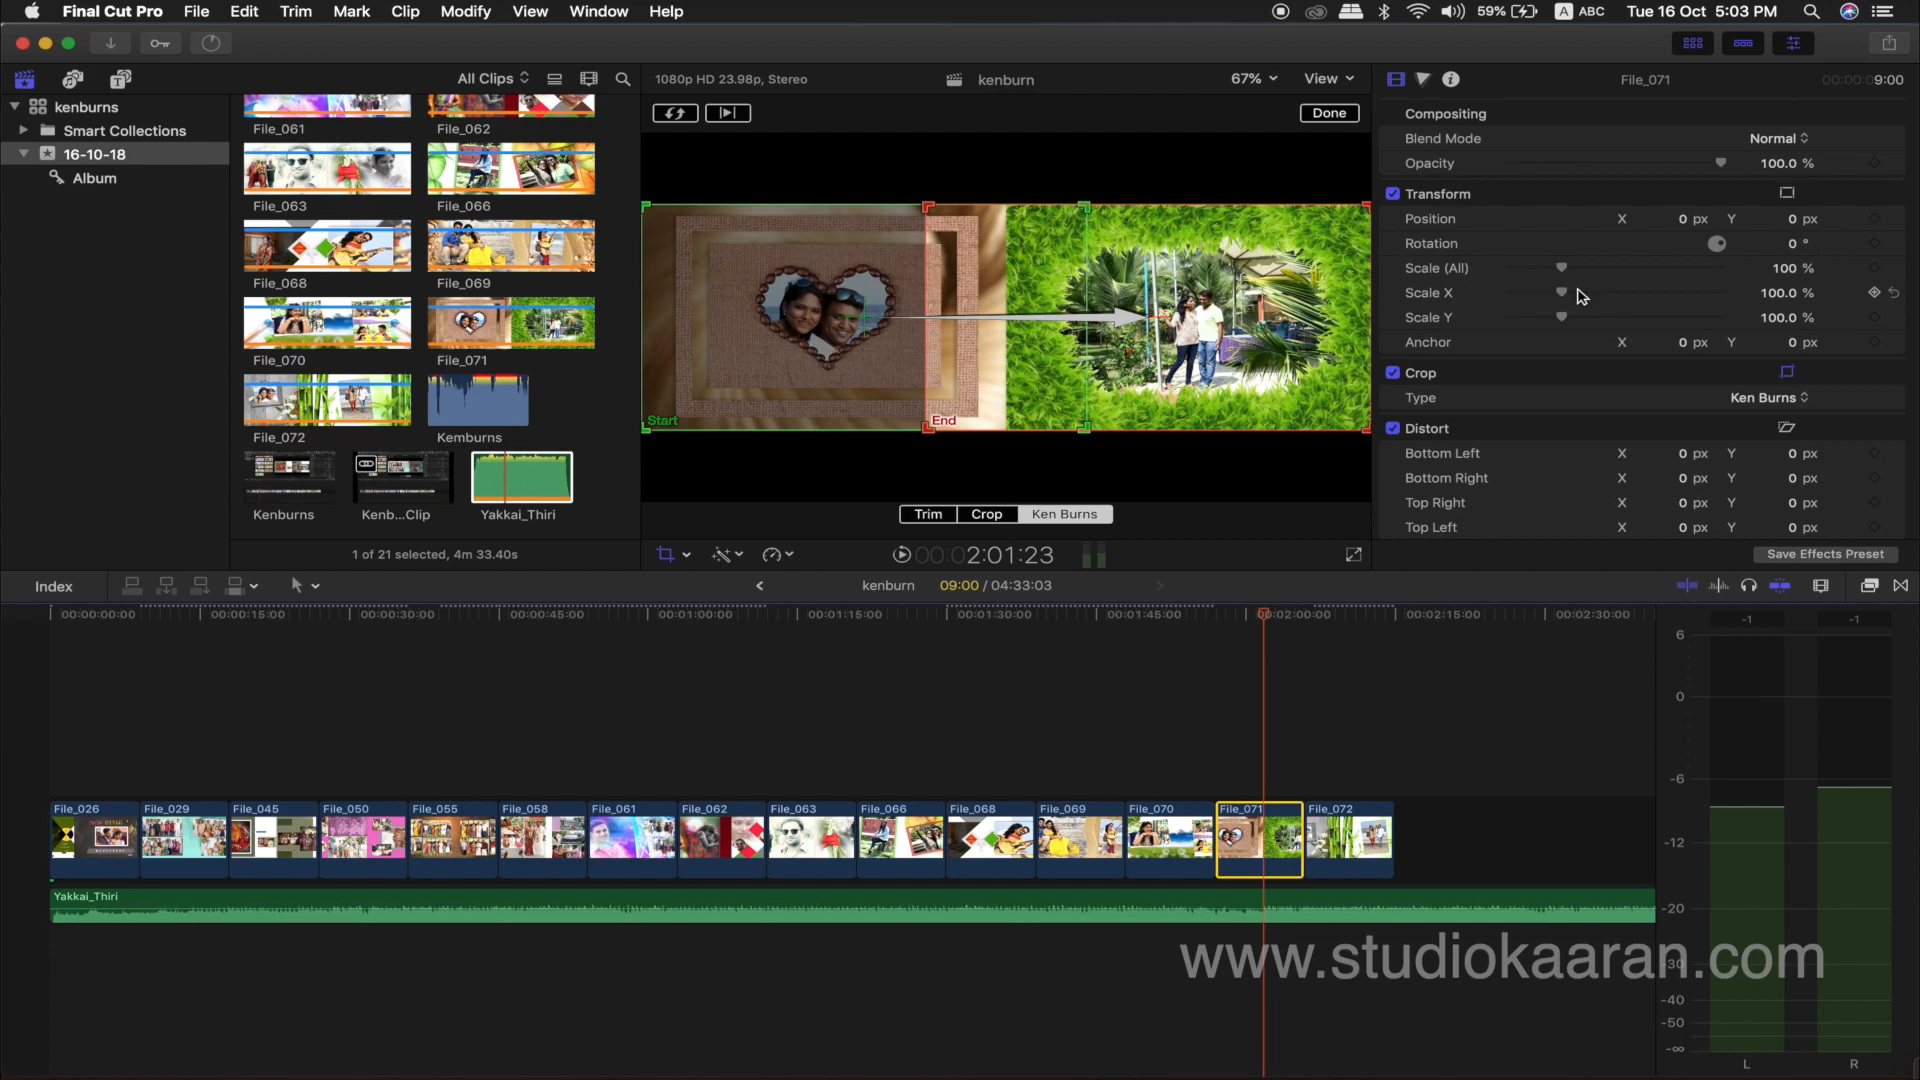 Final Cut Pro File Edit Trim Mark Clip Modify View Window Help 59% A ABC Tue 16 Oct 5:03 PM
All Clips
1080p HD 23.98p, Stereo kenburn 67% View
File_071 00:00:09:00
kenburns
Smart Collections
16-10-18
Album
File_061 File_062
File_063 File_066
File_068 File_069
File_070 File_071
File_072 Kemburns
Kenburns Kenb...Clip Yakkai_Thiri
1 of 21 selected, 4m 33.40s
Done
Start End
Trim Crop Ken Burns
00:00:2:01:23
Compositing
Blend Mode Normal
Opacity 100.0 %
Transform
Position X 0 px Y 0 px
Rotation 0 °
Scale (All) 100 %
Scale X 100.0 %
Scale Y 100.0 %
Anchor X 0 px Y 0 px
Crop
Type Ken Burns
Distort
Bottom Left X 0 px Y 0 px
Bottom Right X 0 px Y 0 px
Top Right X 0 px Y 0 px
Top Left X 0 px Y 0 px
Save Effects Preset
Index kenburn 09:00 / 04:33:03
00:00:00:00 00:00:15:00 00:00:30:00 00:00:45:00 00:01:00:00 00:01:15:00 00:01:30:00 00:01:45:00 00:02:00:00 00:02:15:00 00:02:30:00
File_026 File_029 File_045 File_050 File_055 File_058 File_061 File_062 File_063 File_066 File_068 File_069 File_070 File_071 File_072
Yakkai_Thiri
-1 -1
6
0
-6
-12
-20
-30
-40
-50
-∞
L R
www.studiokaaran.com